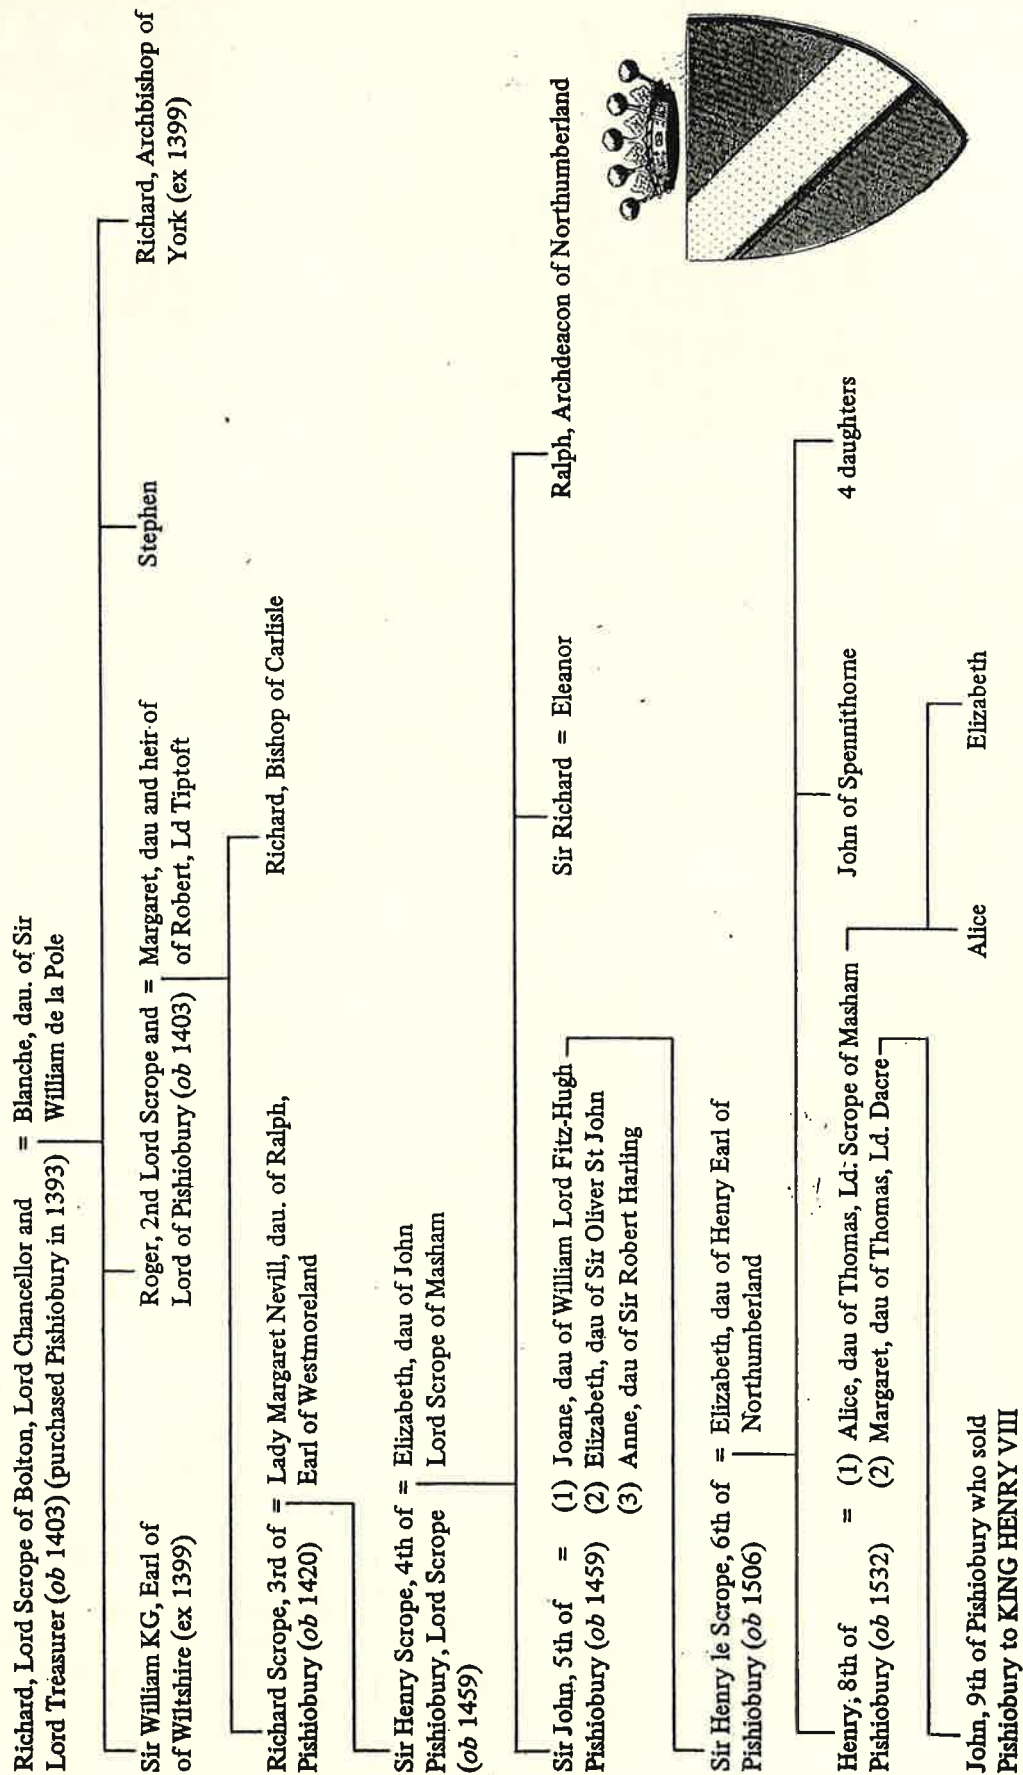 Richard, Lord Scrope of Bolton, Lord Chancellor and = Blanche, dau. of Sir
Lord Treasurer (ob 1403) (purchased Pishiobury in 1393) William de la Pole
Sir William KG, Earl of
of Wiltshire (ex 1399)
Roger, 2nd Lord Scrope and = Margaret, dau and heir of
Lord of Pishiobury (ob 1403) of Robert, Ld Tiptoft
Stephen
Richard, Archbishop of
York (ex 1399)
Richard Scrope, 3rd of = Lady Margaret Nevill, dau. of Ralph,
Pishiobury (ob 1420) Earl of Westmoreland
Richard, Bishop of Carlisle
Sir Henry Scrope, 4th of = Elizabeth, dau of John
Pishiobury, Lord Scrope Lord Scrope of Masham
(ob 1459)
Sir John, 5th of = (1) Joane, dau of William Lord Fitz-Hugh
Pishiobury (ob 1459) (2) Elizabeth, dau of Sir Oliver St John
(3) Anne, dau of Sir Robert Harling
Sir Richard = Eleanor
Ralph, Archdeacon of Northumberland
Sir Henry le Scrope, 6th of = Elizabeth, dau of Henry Earl of
Pishiobury (ob 1506) Northumberland
Henry, 8th of = (1) Alice, dau of Thomas, Ld. Scrope of Masham
Pishiobury (ob 1532) (2) Margaret, dau of Thomas, Ld. Dacre
John of Spennithorne
4 daughters
John, 9th of Pishiobury who sold
Pishiobury to KING HENRY VIII
Alice
Elizabeth